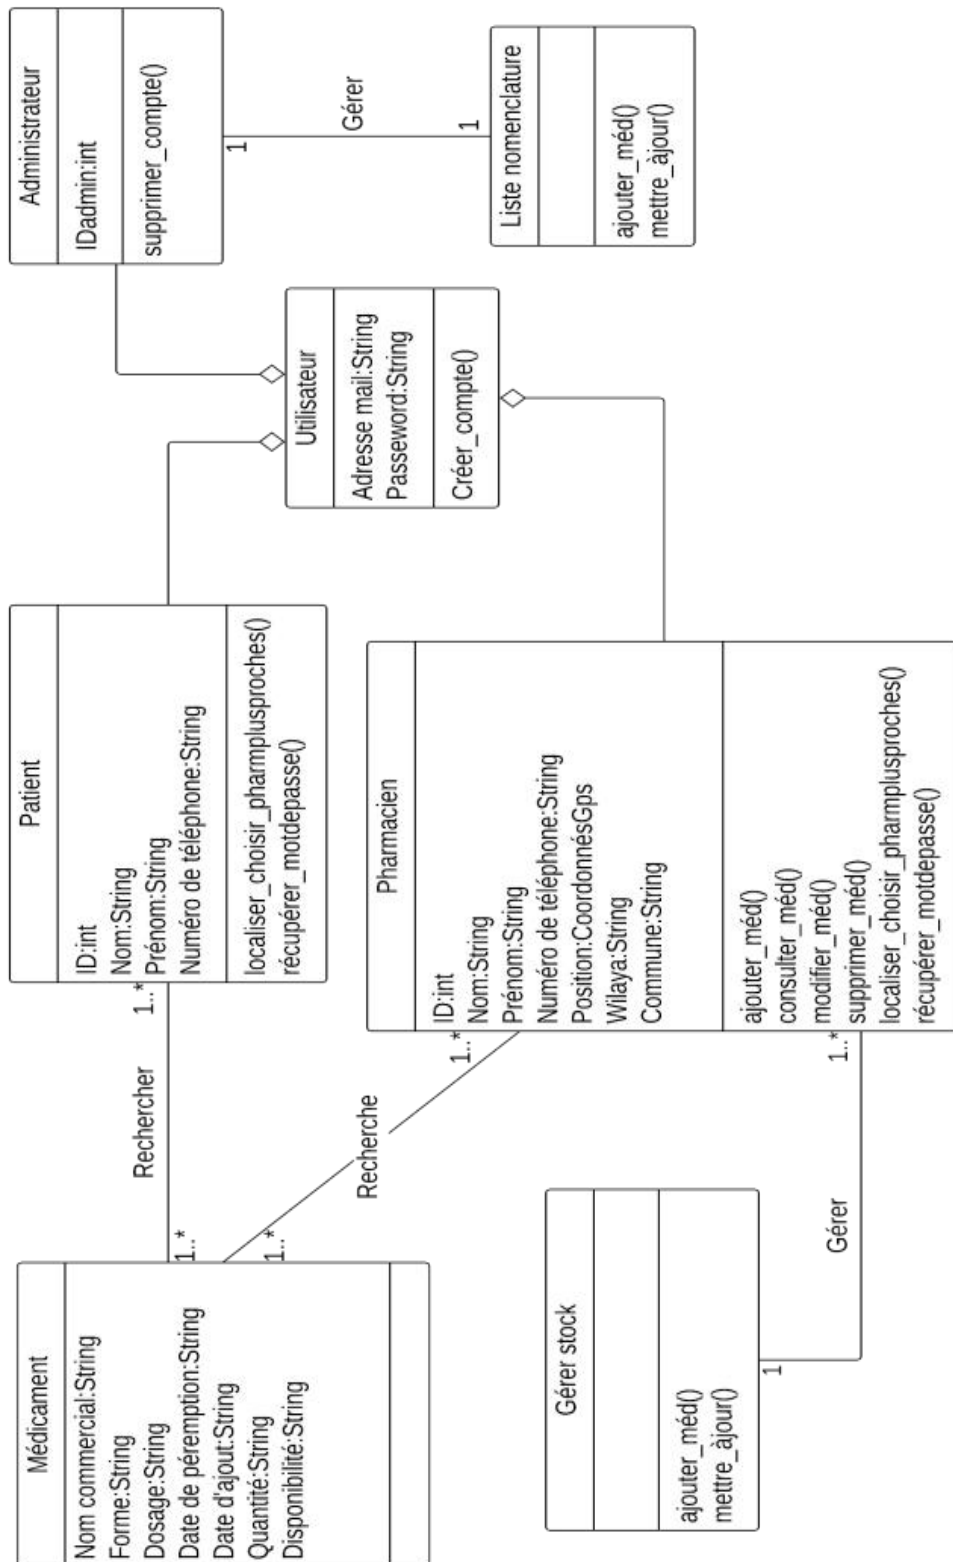 Médicament
Nom commercial:String
Forme:String
Dosage:String
Date de péremption:String
Date d'ajout:String
Quantité:String
Disponibilité:String
1..*
1..*
Rechercher
1..*
Patient
ID:int
Nom:String
Prénom:String
Numéro de téléphone:String
localiser_choisir_pharmplusproches()
récupérer_motdepasse()
Administrateur
IDadmin:int
supprimer_compte()
1
Gérer
1
Utilisateur
Adresse mail:String
Passeword:String
Créer_compte()
Recherche
1..*
Pharmacien
ID:int
Nom:String
Prénom:String
Numéro de téléphone:String
Position:CoordonnésGps
Wilaya:String
Commune:String
ajouter_méd()
consulter_méd()
modifier_méd()
supprimer_méd()
localiser_choisir_pharmplusproches()
récupérer_motdepasse()
Liste nomenclature
ajouter_méd()
mettre_àjour()
Gérer stock
ajouter_méd()
mettre_àjour()
1
Gérer
1..*